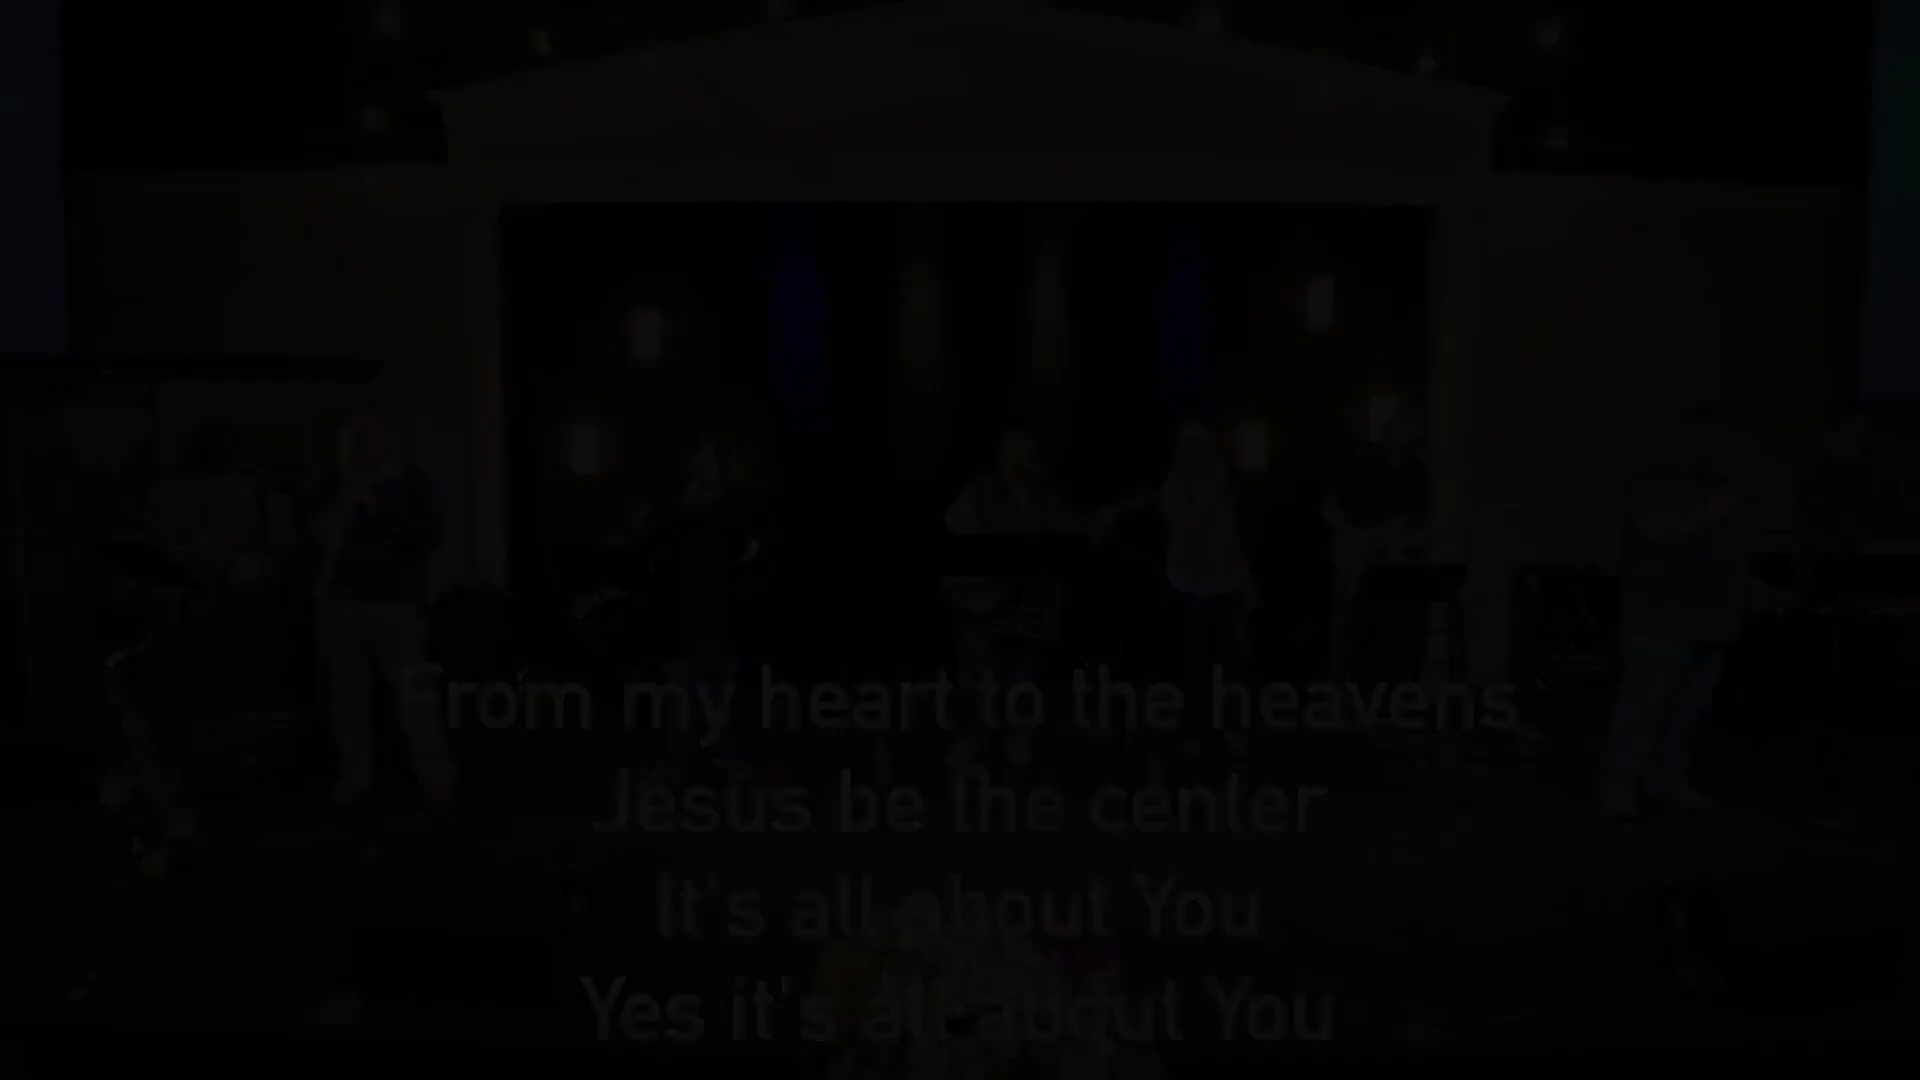 From my heart to the heavens
Jesus be the center
It's all about You
Yes it's all about You